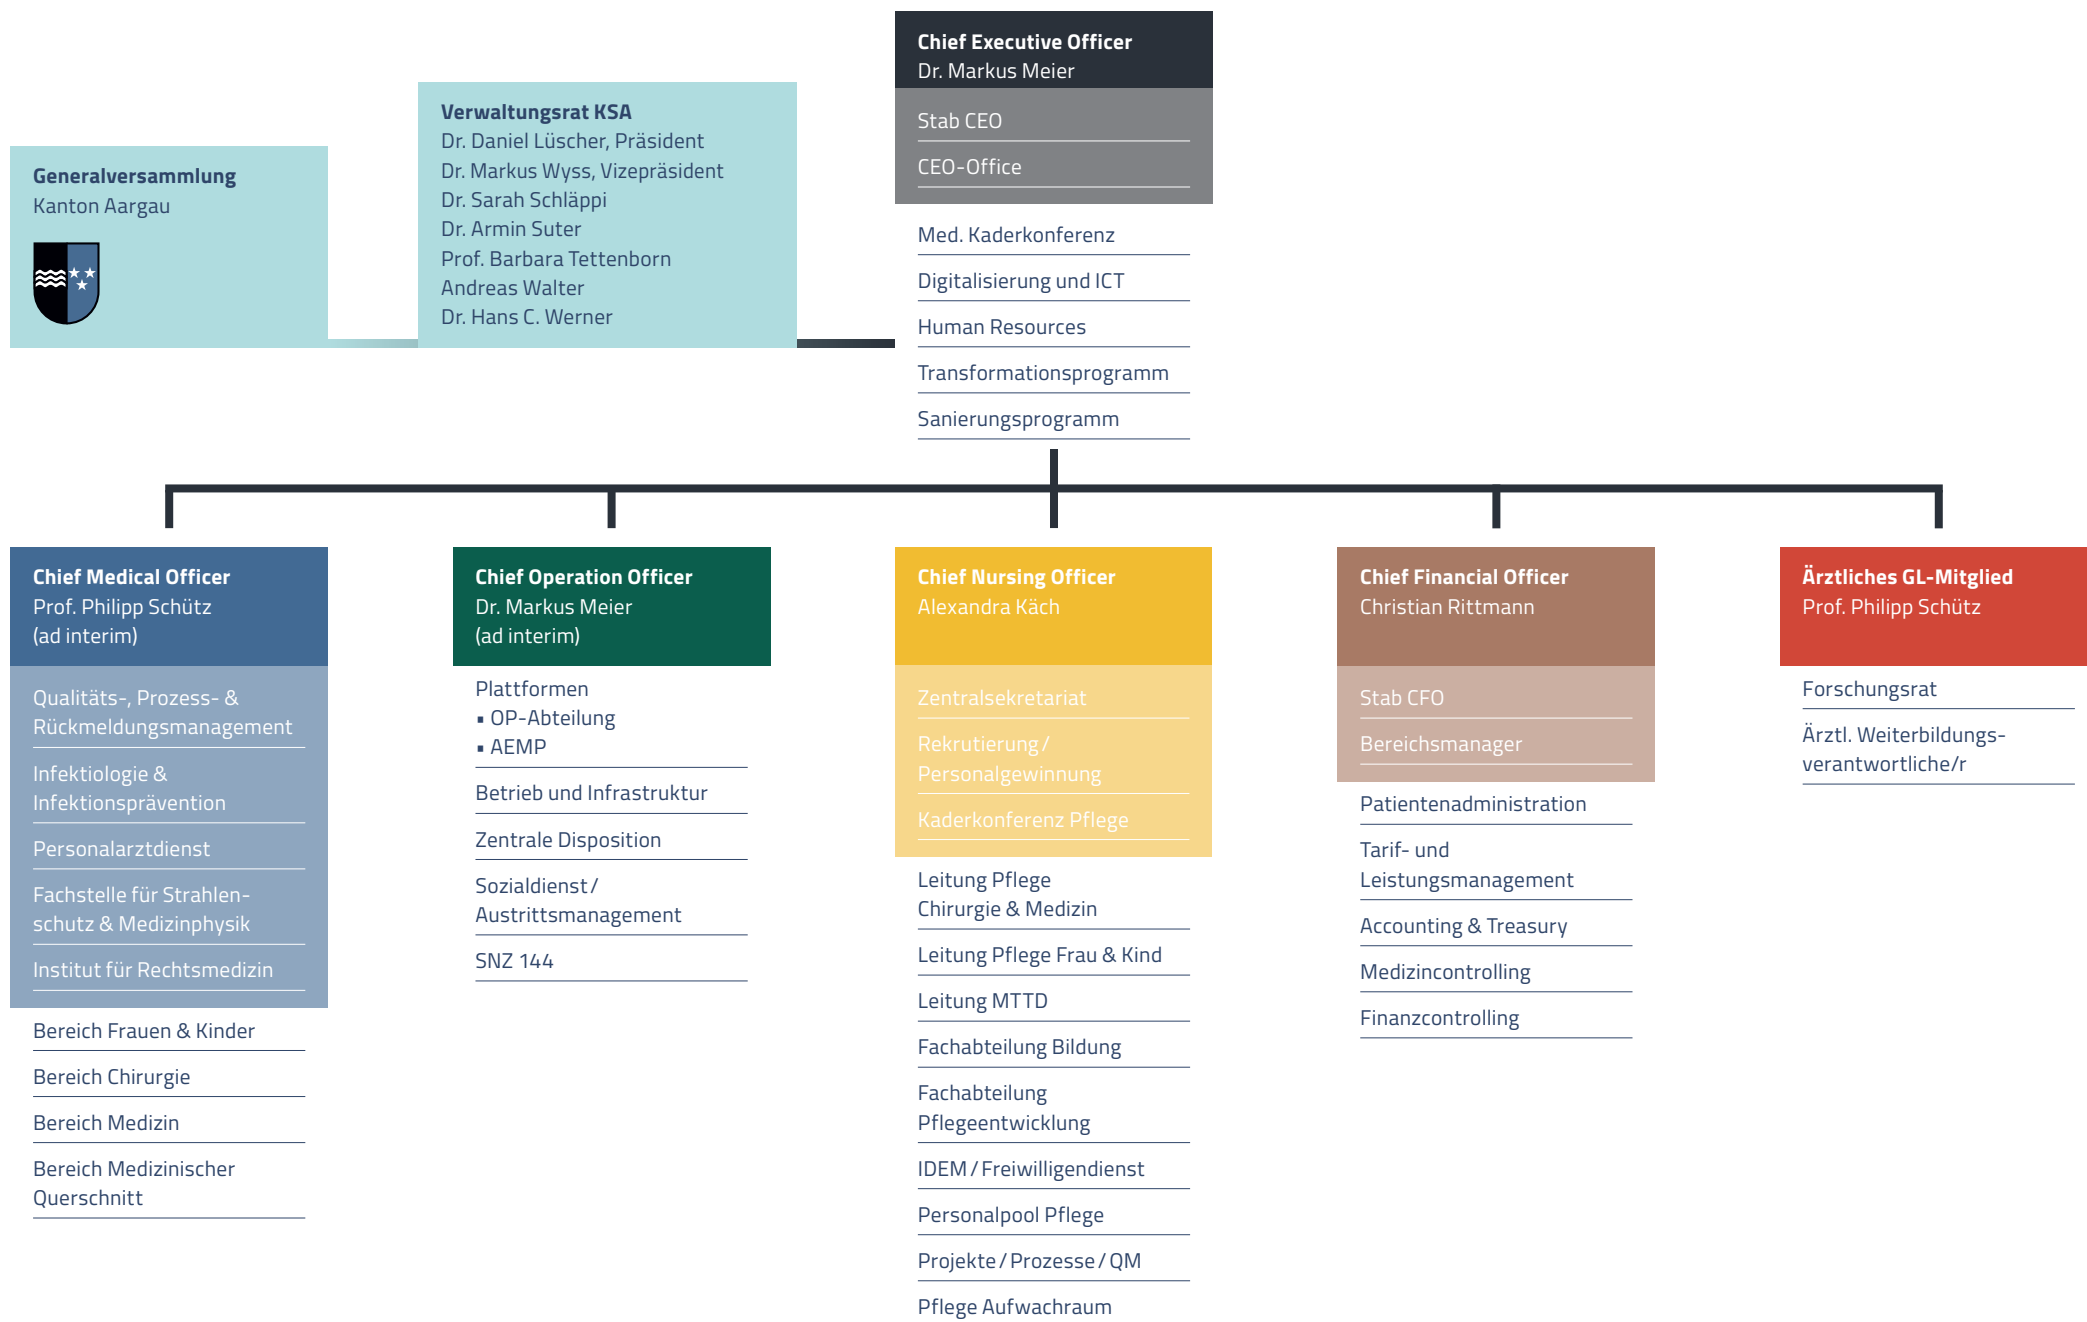 Generalversammlung
Kanton Aargau
Verwaltungsrat KSA
Dr. Daniel Lüscher, Präsident
Dr. Markus Wyss, Vizepräsident
Dr. Sarah Schläppi
Dr. Armin Suter
Prof. Barbara Tettenborn
Andreas Walter
Dr. Hans C. Werner
Chief Executive Officer
Dr. Markus Meier
Stab CEO
CEO-Office
Med. Kaderkonferenz
Digitalisierung und ICT
Human Resources
Transformationsprogramm
Sanierungsprogramm
Chief Medical Officer
Prof. Philipp Schütz
(ad interim)
Qualitäts-, Prozess- &
Rückmeldungsmanagement
Infektiologie &
Infektionsprävention
Personalarztdienst
Fachstelle für Strahlen-
schutz & Medizinphysik
Institut für Rechtsmedizin
Bereich Frauen & Kinder
Bereich Chirurgie
Bereich Medizin
Bereich Medizinischer
Querschnitt
Chief Operation Officer
Dr. Markus Meier
(ad interim)
Plattformen
▪ OP-Abteilung
▪ AEMP
Betrieb und Infrastruktur
Zentrale Disposition
Sozialdienst/
Austrittsmanagement
SNZ 144
Chief Nursing Officer
Alexandra Käch
Zentralsekretariat
Rekrutierung/
Personalgewinnung
Kaderkonferenz Pflege
Leitung Pflege
Chirurgie & Medizin
Leitung Pflege Frau & Kind
Leitung MTTD
Fachabteilung Bildung
Fachabteilung
Pflegeentwicklung
IDEM/Freiwilligendienst
Personalpool Pflege
Projekte/Prozesse/QM
Pflege Aufwachraum
Chief Financial Officer
Christian Rittmann
Stab CFO
Bereichsmanager
Patientenadministration
Tarif- und
Leistungsmanagement
Accounting & Treasury
Medizincontrolling
Finanzcontrolling
Ärztliches GL-Mitglied
Prof. Philipp Schütz
Forschungsrat
Ärztl. Weiterbildungs-
verantwortliche/r